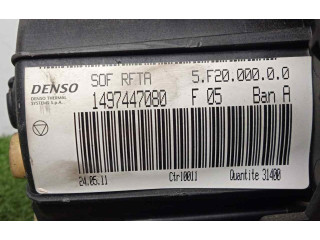 DENSO SOF RFTA 5.F20.000.0.0
DENSO THERMAL
SYSTEMS S.p.A. 1497447080 F 05 Ban A
24.05.11 Ctrl0011 Quantite 31400